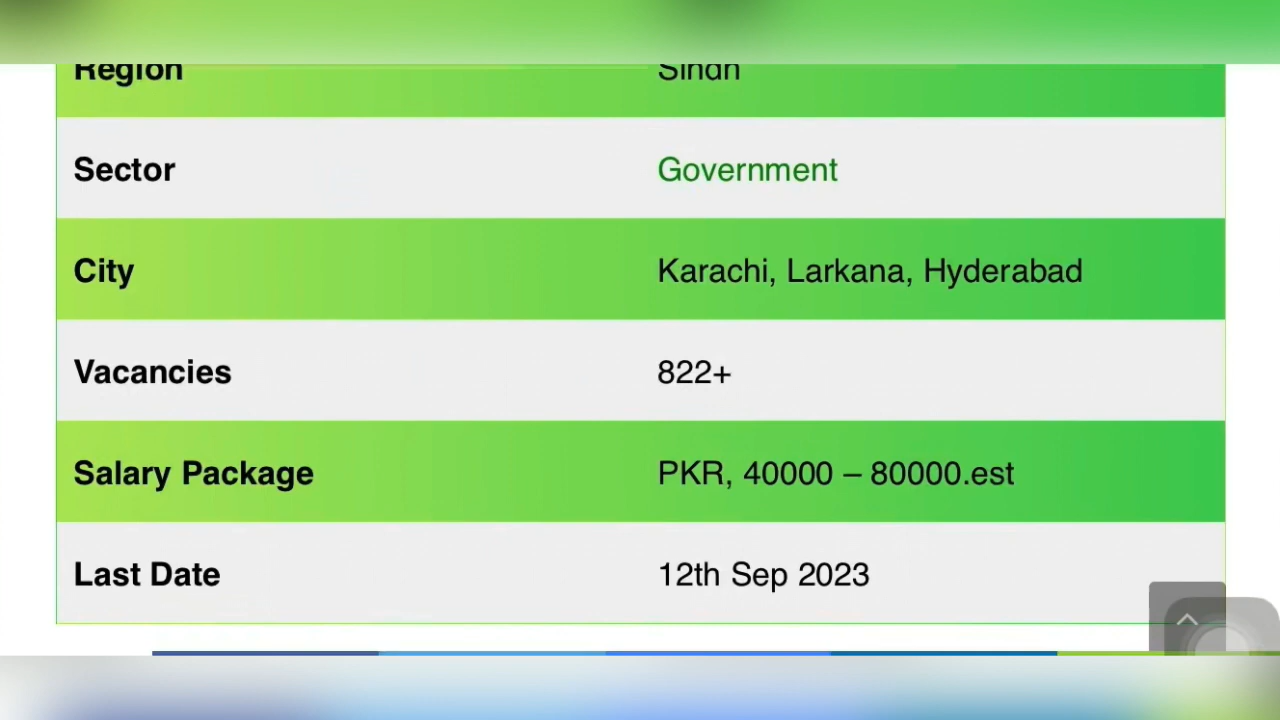 Region Sindh
Sector Government
City Karachi, Larkana, Hyderabad
Vacancies 822+
Salary Package PKR, 40000 – 80000.est
Last Date 12th Sep 2023